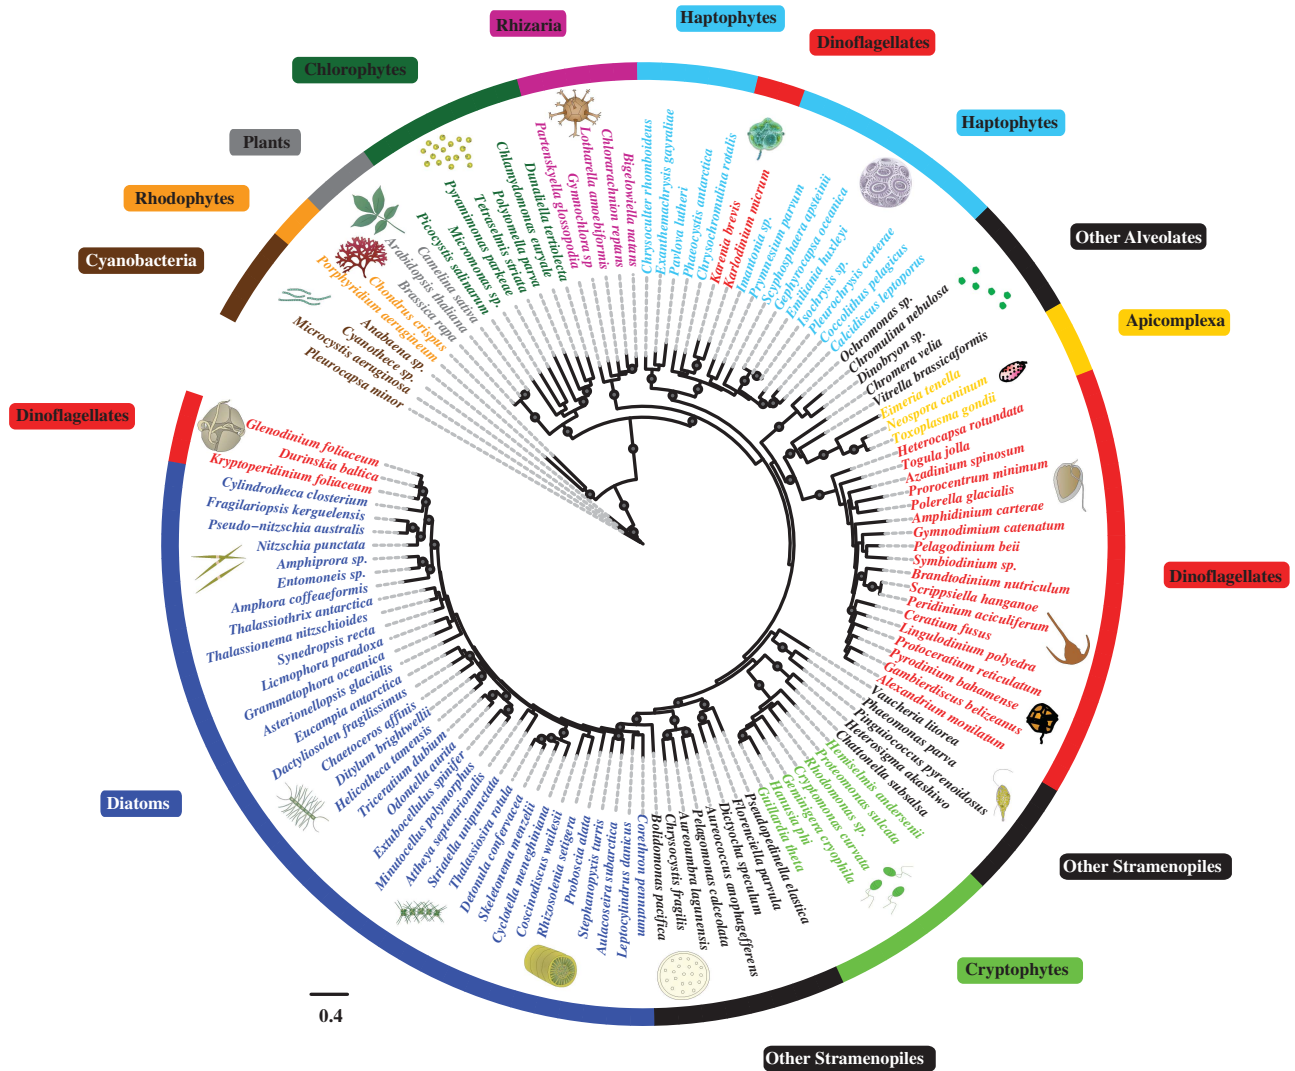 Rhizaria
Haptophytes
Dinoflagellates
Chlorophytes
Haptophytes
Plants
Rhodophytes
Other Alveolates
Cyanobacteria
Apicomplexa
Dinoflagellates
Dinoflagellates
Diatoms
Other Stramenopiles
Cryptophytes
Other Stramenopiles
0.4
Pleurocapsa minor
Microcystis aeruginosa
Cyanothece sp.
Anabaena sp.
Porphyridium aerugineum
Chondrus crispus
Brassica rapa
Arabidopsis thaliana
Camelina sativa
Picocystis salinarum
Micromonas sp.
Pyramimonas parkeae
Tetraselmis striata
Polytomella parva
Chlamydomonas euryale
Dunaliella tertiolecta
Partenskyella glossopodia
Gymnochlora sp
Lotharella amoebiformis
Chlorarachnion reptans
Bigelowiella natans
Chrysoculter rhomboideus
Exanthemachrysis gayraliae
Pavlova lutheri
Phaeocystis antarctica
Chrysochromulina rotalis
Karenia brevis
Karlodinium micrum
Imantonia sp.
Prymnesium parvum
Scyphosphaera apsteinii
Gephyrocapsa oceanica
Emiliania huxleyi
Isochrysis sp.
Pleurochrysis carterae
Coccolithus pelagicus
Calcidiscus leptoporus
Ochromonas sp.
Chromulina nebulosa
Dinobryon sp.
Chromera velia
Vitrella brassicaformis
Eimeria tenella
Neospora caninum
Toxoplasma gondii
Heterocapsa rotundata
Togula jolla
Azadinium spinosum
Prorocentrum minimum
Polerella glacialis
Amphidinium carterae
Gymnodimium catenatum
Pelagodinium beii
Symbiodinium sp.
Brandtodinium nutriculum
Scrippsiella hanganoe
Peridinium aciculiferum
Ceratium fusus
Lingulodinium polyedra
Protoceratium reticulatum
Pyrodinium bahamense
Gambierdiscus belizeanus
Alexandrium monilatum
Vaucheria litorea
Phaeomonas parva
Pinguiococcus pyrenoidosus
Heterosigma akashiwo
Chattonella subsalsa
Hemiselmis andersenii
Proteomonas sulcata
Rhodomonas sp.
Cryptomonas curvata
Geminigera cryophila
Hanusia phi
Guillardia theta
Pseudopedinella elastica
Florenciella parvula
Dictyocha speculum
Aureococcus anophagefferens
Pelagomonas calceolata
Aureoumbra lagunensis
Chrysocystis fragilis
Bolidomonas pacifica
Corethron pennatum
Leptocylindrus danicus
Aulacoseira subarctica
Stephanopyxis turris
Proboscia alata
Rhizosolenia setigera
Coscinodiscus wailesii
Cyclotella meneghiniana
Skeletonema menzelii
Detonula confervacea
Thalassiosira rotula
Striatella unipunctata
Attheya septentrionalis
Minutocellus polymorphus
Extubocellulus spinifer
Odontella aurita
Triceratium dubium
Helicotheca tamensis
Ditylum brightwellii
Chaetoceros affinis
Dactyliosolen fragilissimus
Eucampia antarctica
Asterionellopsis glacialis
Grammatophora oceanica
Licmophora paradoxa
Synedropsis recta
Thalassionema nitzschioides
Thalassiothrix antarctica
Amphora coffeaeformis
Entomoneis sp.
Amphiprora sp.
Nitzschia punctata
Pseudo−nitzschia australis
Fragilariopsis kerguelensis
Cylindrotheca closterium
Kryptoperidinium foliaceum
Durinskia baltica
Glenodinium foliaceum